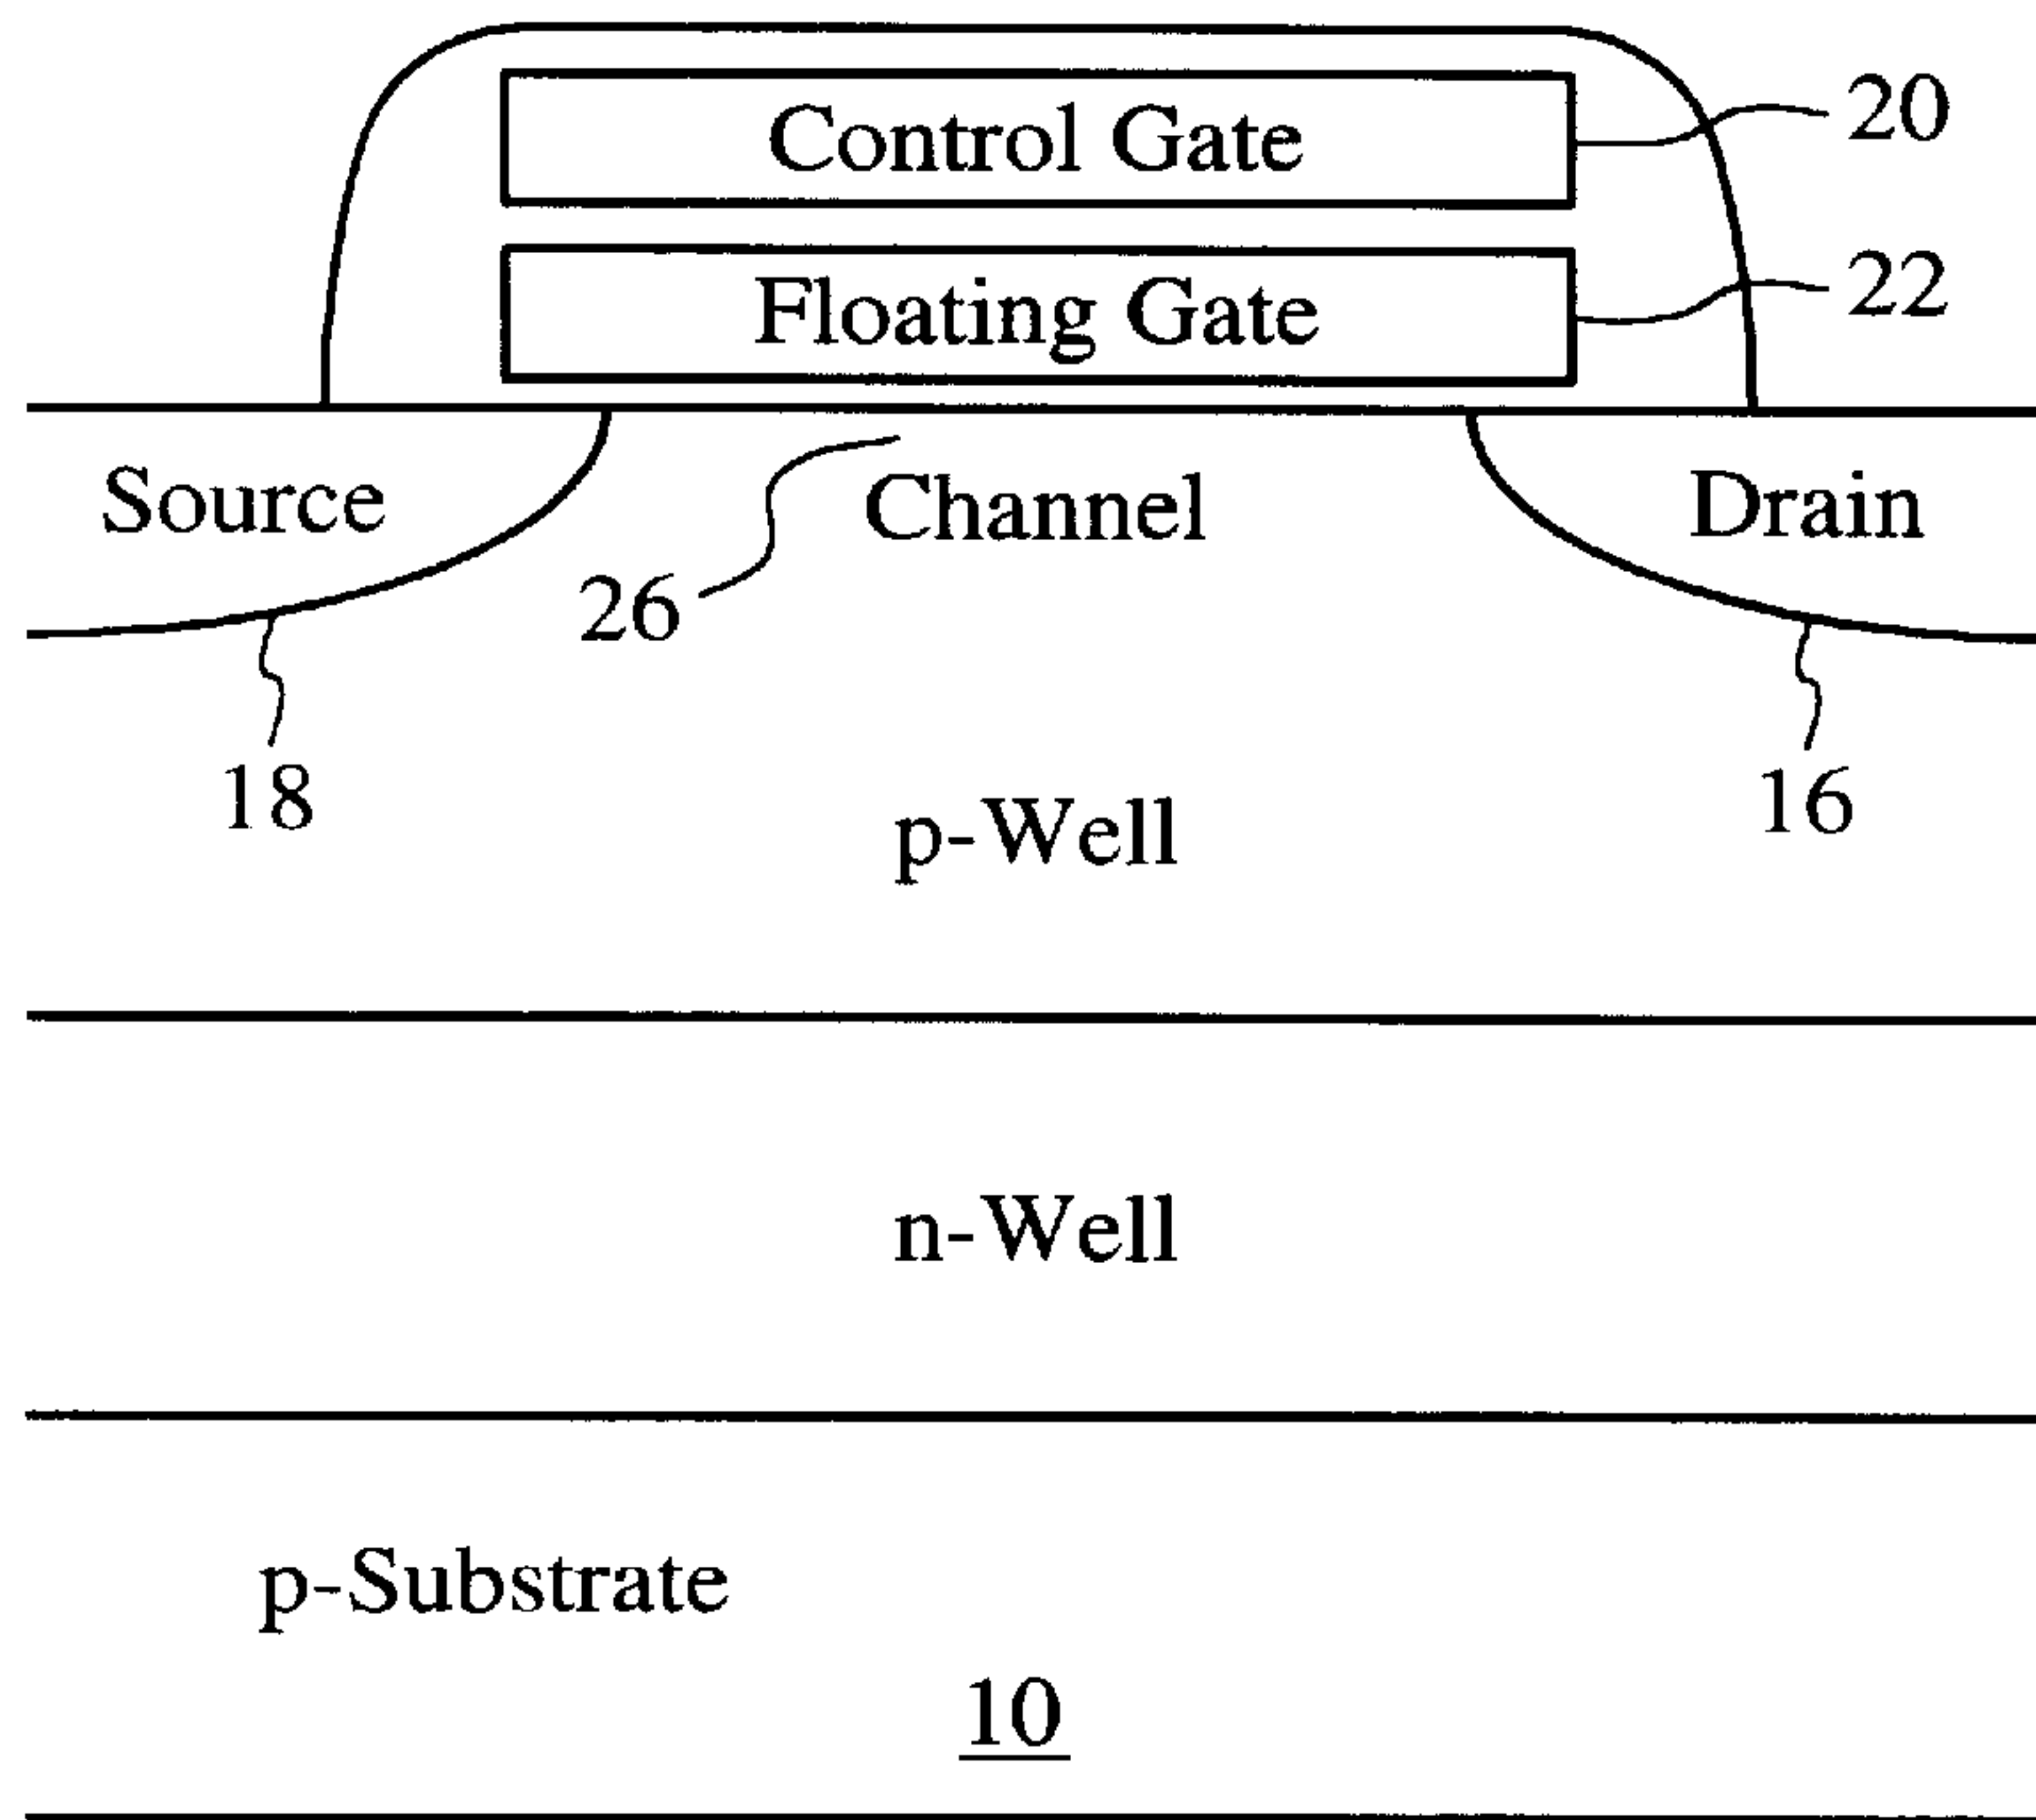 Control Gate
20
Floating Gate
22
Source
Channel
Drain
26
18
16
p-Well
n-Well
p-Substrate
10